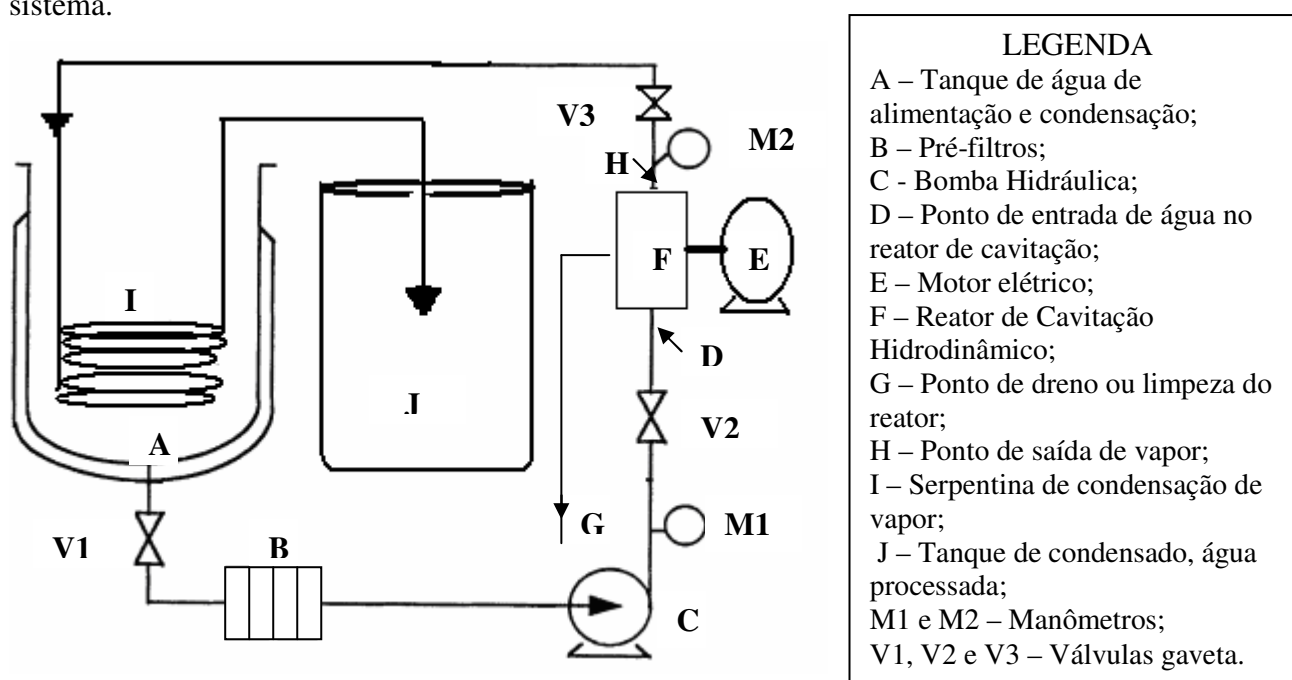 sistema.
V3
M2
H
F
E
I
D
J
V2
A
G
M1
V1
B
C
LEGENDA
A – Tanque de água de
alimentação e condensação;
B – Pré-filtros;
C - Bomba Hidráulica;
D – Ponto de entrada de água no
reator de cavitação;
E – Motor elétrico;
F – Reator de Cavitação
Hidrodinâmico;
G – Ponto de dreno ou limpeza do
reator;
H – Ponto de saída de vapor;
I – Serpentina de condensação de
vapor;
J – Tanque de condensado, água
processada;
M1 e M2 – Manômetros;
V1, V2 e V3 – Válvulas gaveta.